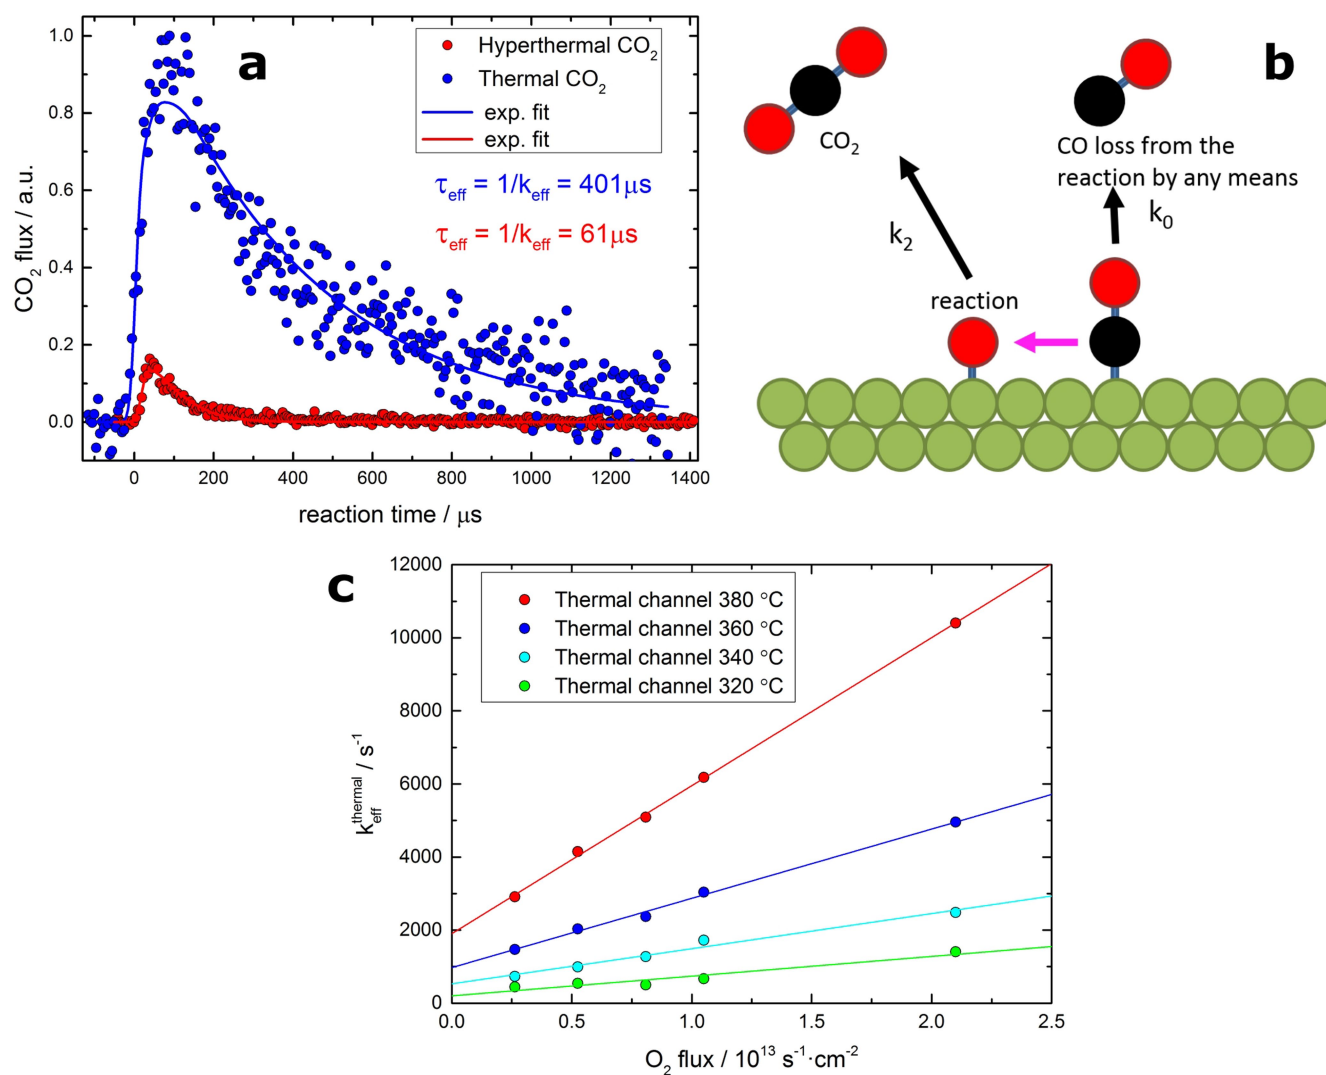 a
Hyperthermal CO₂
Thermal CO₂
exp. fit
exp. fit
τeff = 1/keff = 401μs
τeff = 1/keff = 61μs
1.0
0.8
0.6
0.4
0.2
0.0
CO₂ flux / a.u.
0 200 400 600 800 1000 1200 1400
reaction time / μs
b
CO₂
CO loss from the
reaction by any means
k₀
k₂
reaction
c
Thermal channel 380 °C
Thermal channel 360 °C
Thermal channel 340 °C
Thermal channel 320 °C
12000
10000
8000
6000
4000
2000
0
k_eff^thermal / s⁻¹
0.0 0.5 1.0 1.5 2.0 2.5
O₂ flux / 10¹³ s⁻¹·cm⁻²